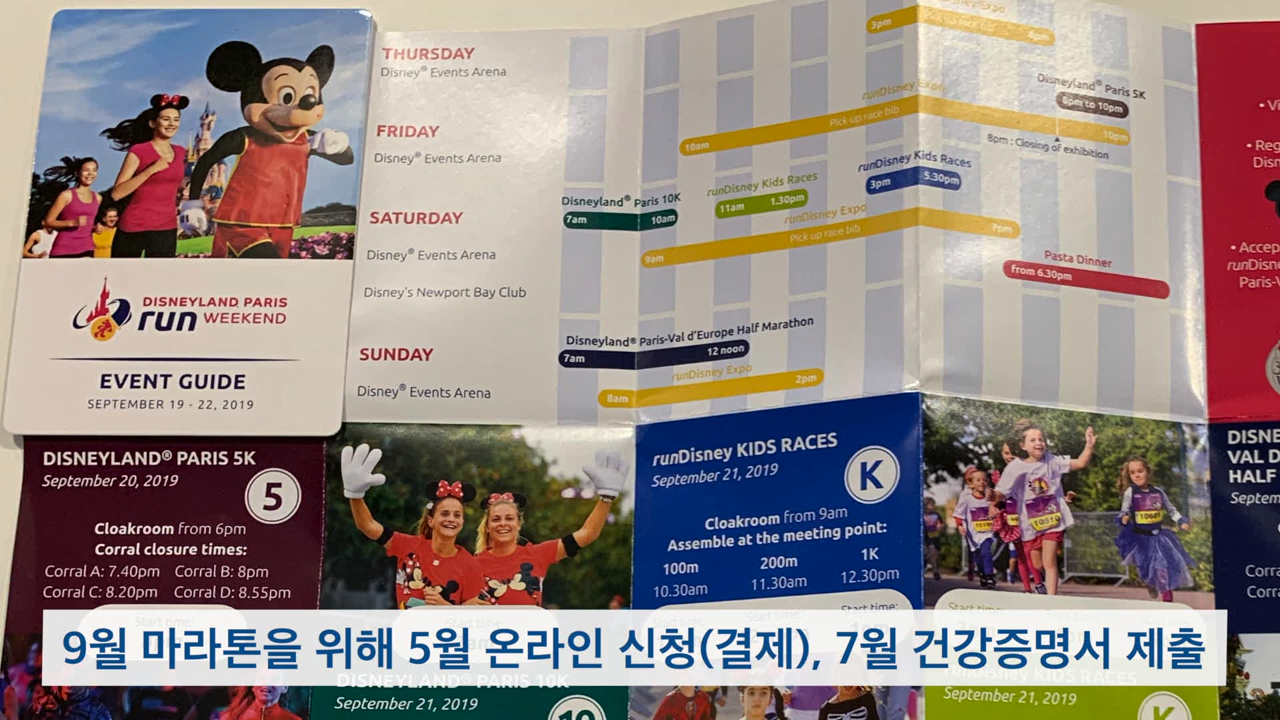 DISNEYLAND PARIS
run WEEKEND
EVENT GUIDE
SEPTEMBER 19 - 22, 2019
THURSDAY
Disney® Events Arena
3pm
Pick up race bib
FRIDAY
Disney® Events Arena
runDisney Expo
10am
Pick up race bib
10pm
Disneyland® Paris 5K
8pm to 10pm
8pm : Closing of exhibition
SATURDAY
Disney® Events Arena
Disney's Newport Bay Club
Disneyland® Paris 10K
7am
10am
runDisney Kids Races
11am
1.30pm
runDisney Kids Races
3pm
5.30pm
runDisney Expo
9am
Pick up race bib
7pm
Pasta Dinner
from 6.30pm
SUNDAY
Disney® Events Arena
Disneyland® Paris-Val d'Europe Half Marathon
7am
12 noon
runDisney Expo
8am
2pm
DISNEYLAND® PARIS 5K
September 20, 2019
5
Cloakroom from 6pm
Corral closure times:
Corral A: 7.40pm Corral B: 8pm
Corral C: 8.20pm Corral D: 8.55pm
runDisney KIDS RACES
September 21, 2019
K
Cloakroom from 9am
Assemble at the meeting point:
100m 200m 1K
10.30am 11.30am 12.30pm
Start time:
10510
10601
VAL D
HALF
9월 마라톤을 위해 5월 온라인 신청(결제), 7월 건강증명서 제출
DISNEYLAND® PARIS 10K
September 21, 2019
10
runDisney KIDS RACES
September 21, 2019
K